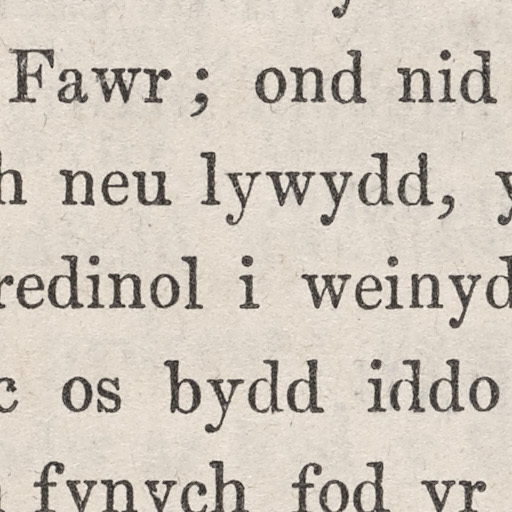 Fawr ; ond nid
h neu lywydd, y
redinol i weinyd
c os bydd iddo
fynych fod yr